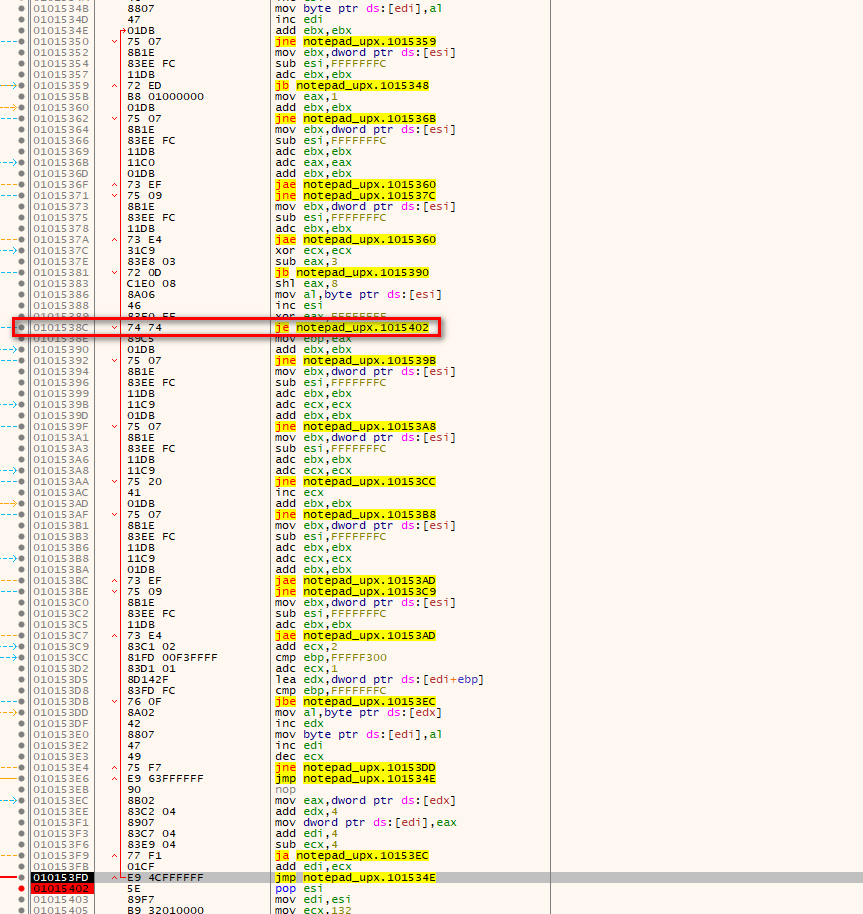 0101534B 8807 mov byte ptr ds:[edi],al
0101534D 47 inc edi
0101534E 01DB add ebx,ebx
01015350 75 07 jne notepad_upx.1015359
01015352 8B1E mov ebx,dword ptr ds:[esi]
01015354 83EE FC sub esi,FFFFFFFC
01015357 11DB adc ebx,ebx
01015359 72 ED jb notepad_upx.1015348
0101535B B8 01000000 mov eax,1
01015360 01DB add ebx,ebx
01015362 75 07 jne notepad_upx.101536B
01015364 8B1E mov ebx,dword ptr ds:[esi]
01015366 83EE FC sub esi,FFFFFFFC
01015369 11DB adc ebx,ebx
0101536B 11C0 adc eax,eax
0101536D 01DB add ebx,ebx
0101536F 73 EF jae notepad_upx.1015360
01015371 75 09 jne notepad_upx.101537C
01015373 8B1E mov ebx,dword ptr ds:[esi]
01015375 83EE FC sub esi,FFFFFFFC
01015378 11DB adc ebx,ebx
0101537A 73 E4 jae notepad_upx.1015360
0101537C 31C9 xor ecx,ecx
0101537E 83E8 03 sub eax,3
01015381 72 0D jb notepad_upx.1015390
01015383 C1E0 08 shl eax,8
01015386 8A06 mov al,byte ptr ds:[esi]
01015388 46 inc esi
01015389 83F0 FF xor eax,FFFFFFFF
0101538C 74 74 je notepad_upx.1015402
0101538E 89C5 mov ebp,eax
01015390 01DB add ebx,ebx
01015392 75 07 jne notepad_upx.101539B
01015394 8B1E mov ebx,dword ptr ds:[esi]
01015396 83EE FC sub esi,FFFFFFFC
01015399 11DB adc ebx,ebx
0101539B 11C9 adc ecx,ecx
0101539D 01DB add ebx,ebx
0101539F 75 07 jne notepad_upx.10153A8
010153A1 8B1E mov ebx,dword ptr ds:[esi]
010153A3 83EE FC sub esi,FFFFFFFC
010153A6 11DB adc ebx,ebx
010153A8 11C9 adc ecx,ecx
010153AA 75 20 jne notepad_upx.10153CC
010153AC 41 inc ecx
010153AD 01DB add ebx,ebx
010153AF 75 07 jne notepad_upx.10153B8
010153B1 8B1E mov ebx,dword ptr ds:[esi]
010153B3 83EE FC sub esi,FFFFFFFC
010153B6 11DB adc ebx,ebx
010153B8 11C9 adc ecx,ecx
010153BA 01DB add ebx,ebx
010153BC 73 EF jae notepad_upx.10153AD
010153BE 75 09 jne notepad_upx.10153C9
010153C0 8B1E mov ebx,dword ptr ds:[esi]
010153C2 83EE FC sub esi,FFFFFFFC
010153C5 11DB adc ebx,ebx
010153C7 73 E4 jae notepad_upx.10153AD
010153C9 83C1 02 add ecx,2
010153CC 81FD 00F3FFFF cmp ebp,FFFFF300
010153D2 83D1 01 adc ecx,1
010153D5 8D142F lea edx,dword ptr ds:[edi+ebp]
010153D8 83FD FC cmp ebp,FFFFFFFC
010153DB 76 0F jbe notepad_upx.10153EC
010153DD 8A02 mov al,byte ptr ds:[edx]
010153DF 42 inc edx
010153E0 8807 mov byte ptr ds:[edi],al
010153E2 47 inc edi
010153E3 49 dec ecx
010153E4 75 F7 jne notepad_upx.10153DD
010153E6 E9 63FFFFFF jmp notepad_upx.101534E
010153EB 90 nop
010153EC 8B02 mov eax,dword ptr ds:[edx]
010153EE 83C2 04 add edx,4
010153F1 8907 mov dword ptr ds:[edi],eax
010153F3 83C7 04 add edi,4
010153F6 83E9 04 sub ecx,4
010153F9 77 F1 ja notepad_upx.10153EC
010153FB 01CF add edi,ecx
010153FD E9 4CFFFFFF jmp notepad_upx.101534E
01015402 5E pop esi
01015403 89F7 mov edi,esi
01015405 B9 32010000 mov ecx,132